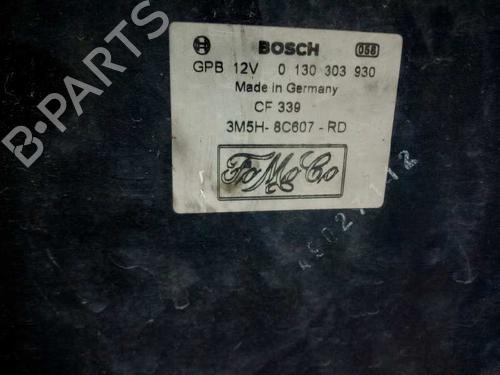 BOSCH 058
GPB 12V 0 130 303 930
Made in Germany
CF 339
3M5H-8C607-RD
FoMoCo
B-PARTS